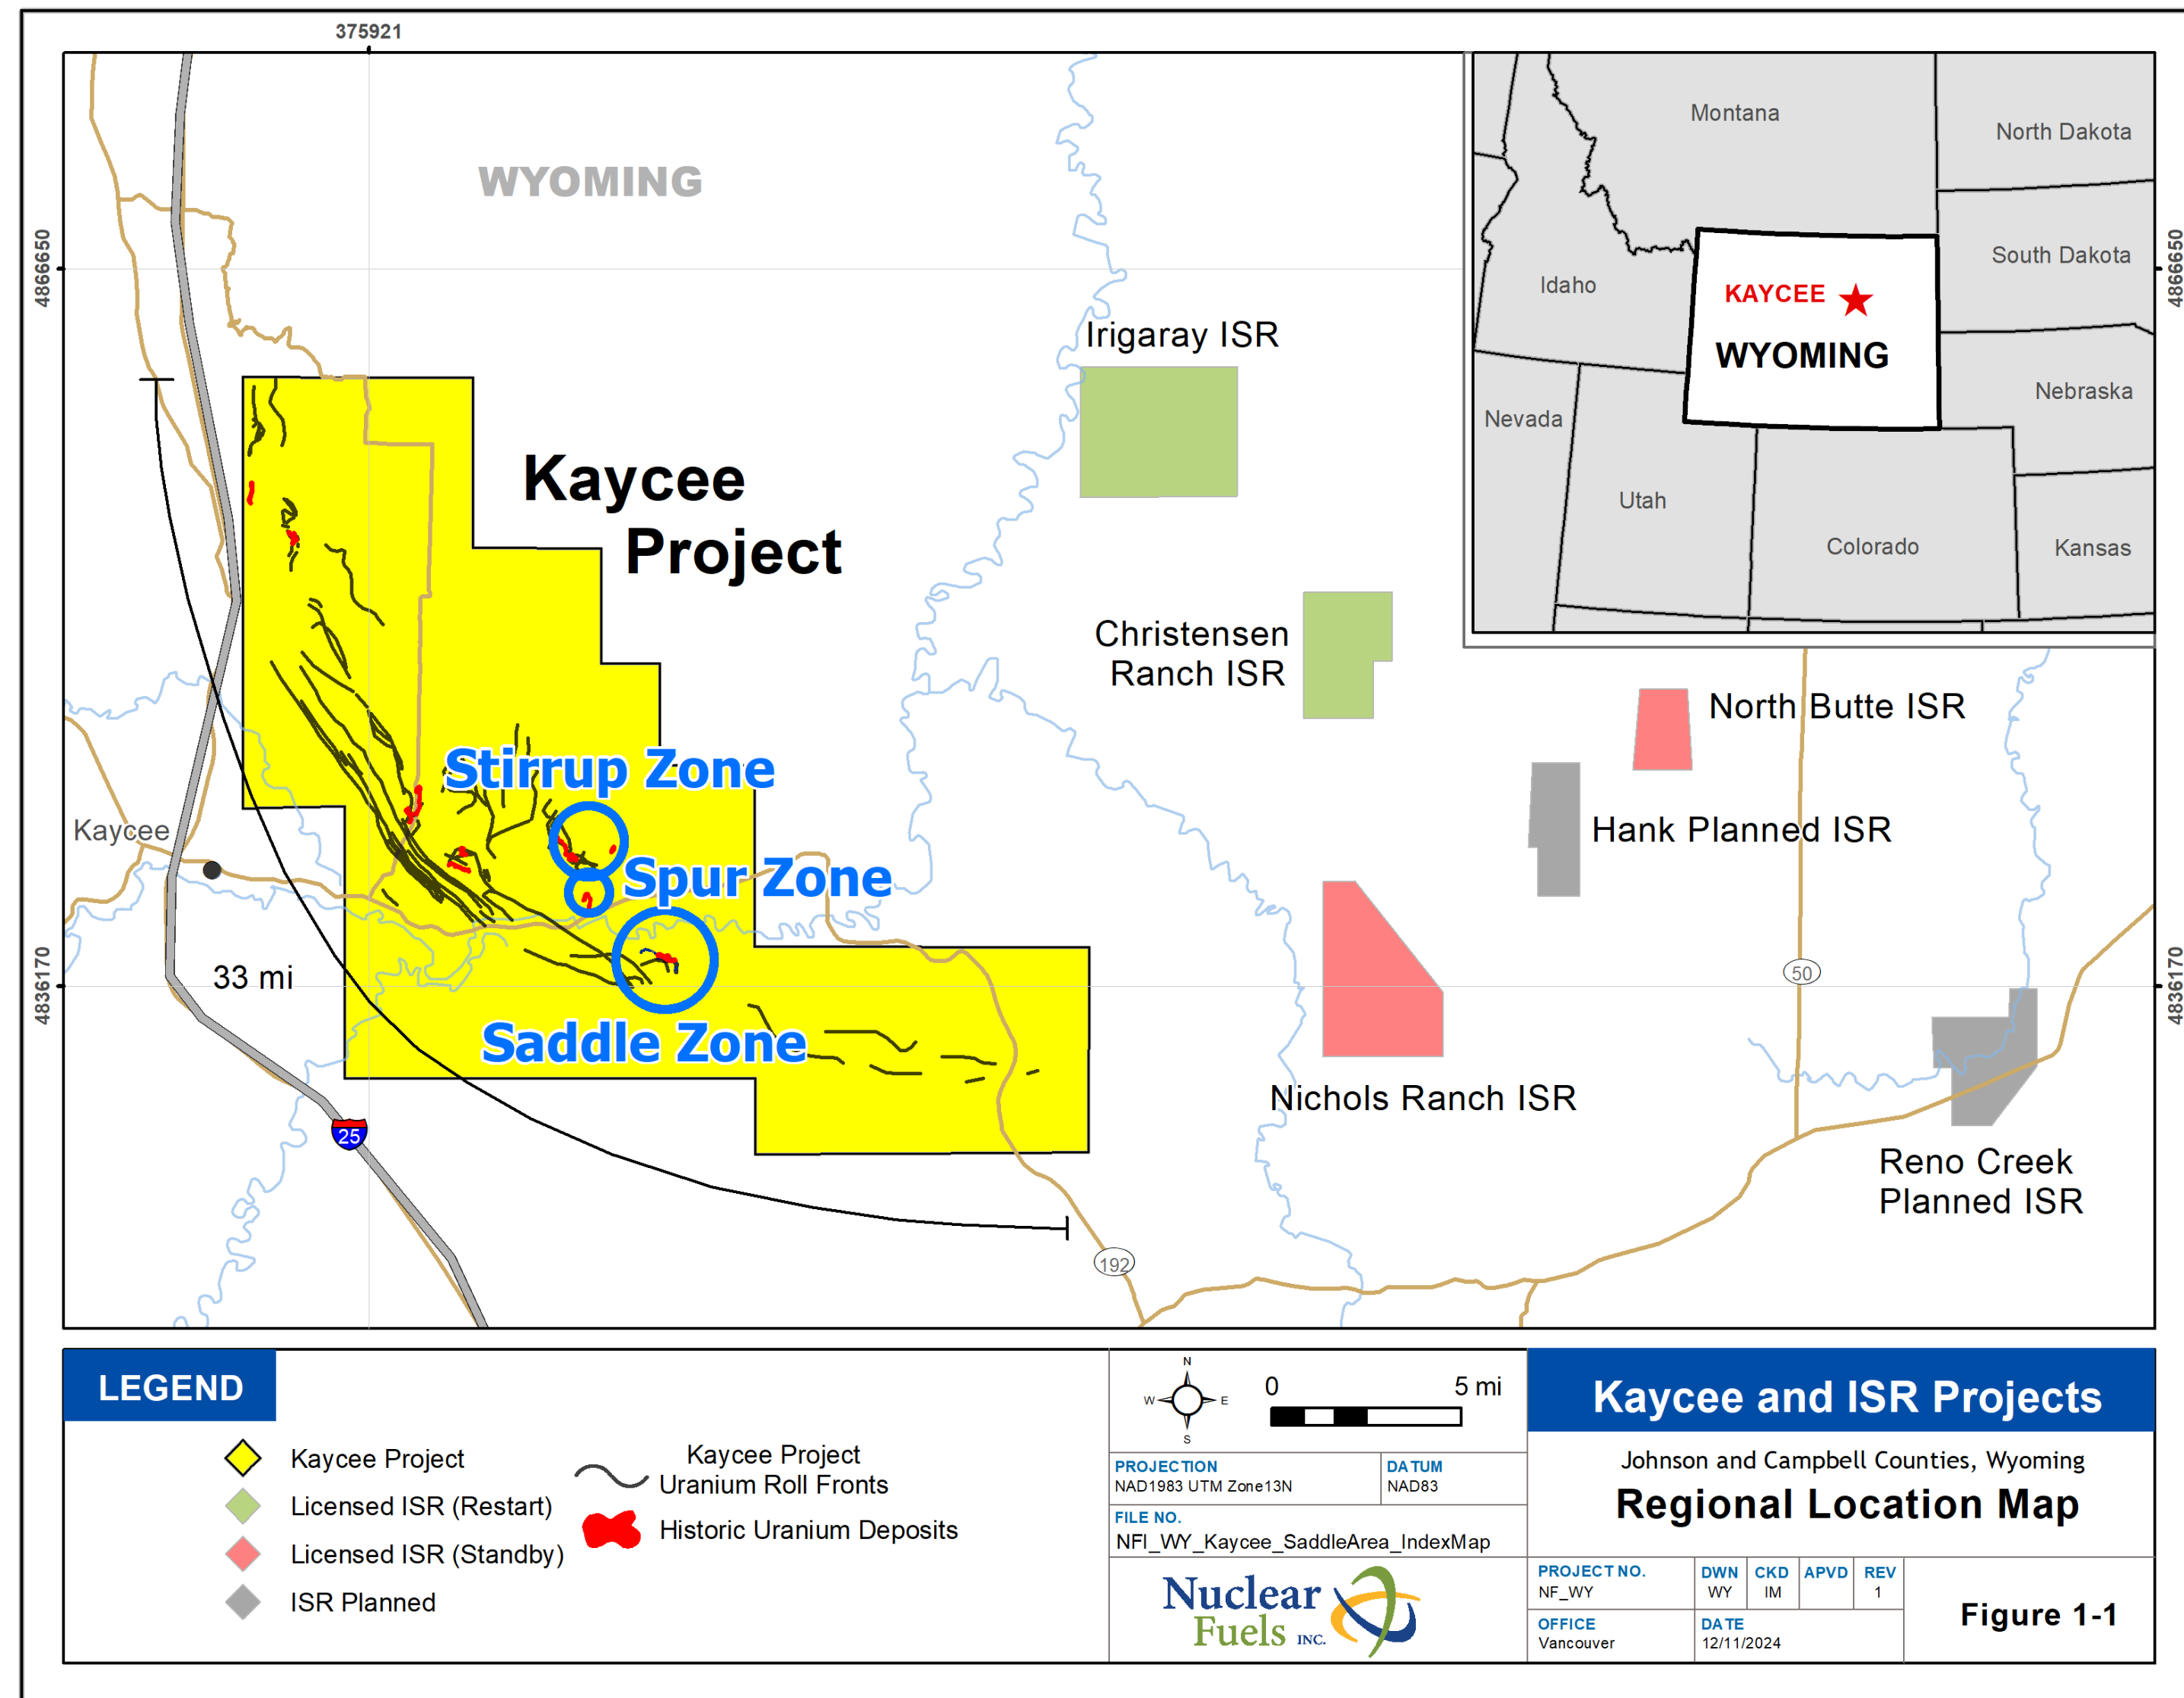 375921
4866650
4866650
4836170
4836170
WYOMING
Kaycee
Project
Irigaray ISR
Christensen
Ranch ISR
North Butte ISR
Hank Planned ISR
Nichols Ranch ISR
Reno Creek
Planned ISR
Stirrup Zone
Spur Zone
Saddle Zone
Kaycee
33 mi
25
192
50
Montana
North Dakota
South Dakota
Idaho
KAYCEE
WYOMING
Nebraska
Nevada
Utah
Colorado
Kansas
LEGEND
Kaycee Project
Licensed ISR (Restart)
Licensed ISR (Standby)
ISR Planned
Kaycee Project
Uranium Roll Fronts
Historic Uranium Deposits
N
W
E
S
0
5 mi
PROJECTION
NAD1983 UTM Zone13N
DATUM
NAD83
FILE NO.
NFI_WY_Kaycee_SaddleArea_IndexMap
Nuclear
Fuels INC.
Kaycee and ISR Projects
Johnson and Campbell Counties, Wyoming
Regional Location Map
PROJECT NO.
NF_WY
DWN
WY
CKD
IM
APVD
REV
1
OFFICE
Vancouver
DATE
12/11/2024
Figure 1-1